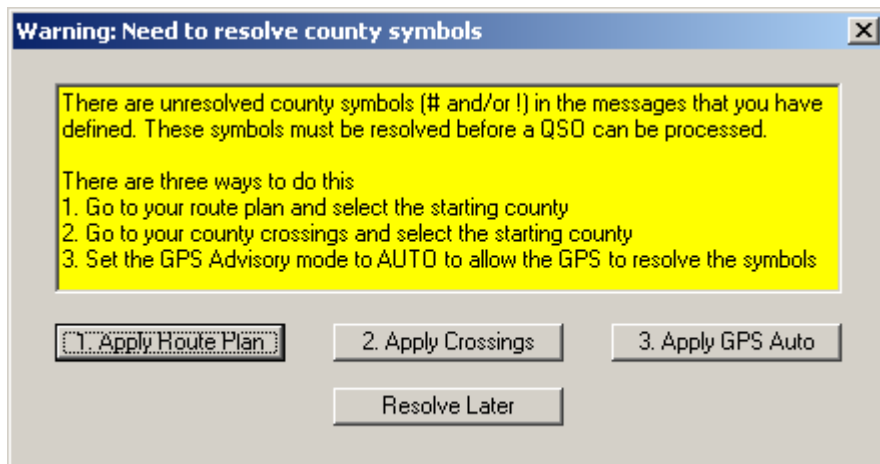 Warning: Need to resolve county symbols
There are unresolved county symbols (# and/or !) in the messages that you have
defined. These symbols must be resolved before a QSO can be processed.
There are three ways to do this
1. Go to your route plan and select the starting county
2. Go to your county crossings and select the starting county
3. Set the GPS Advisory mode to AUTO to allow the GPS to resolve the symbols
1. Apply Route Plan
2. Apply Crossings
3. Apply GPS Auto
Resolve Later